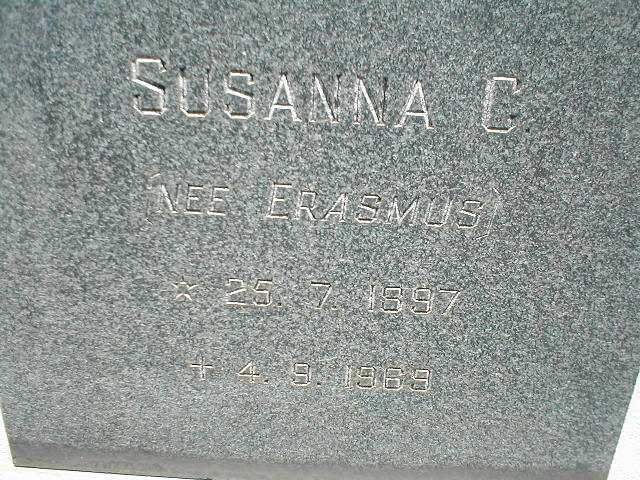 SUSANNA C
(NEE ERASMUS)
☆ 25. 7. 1897
+ 4. 9. 1969